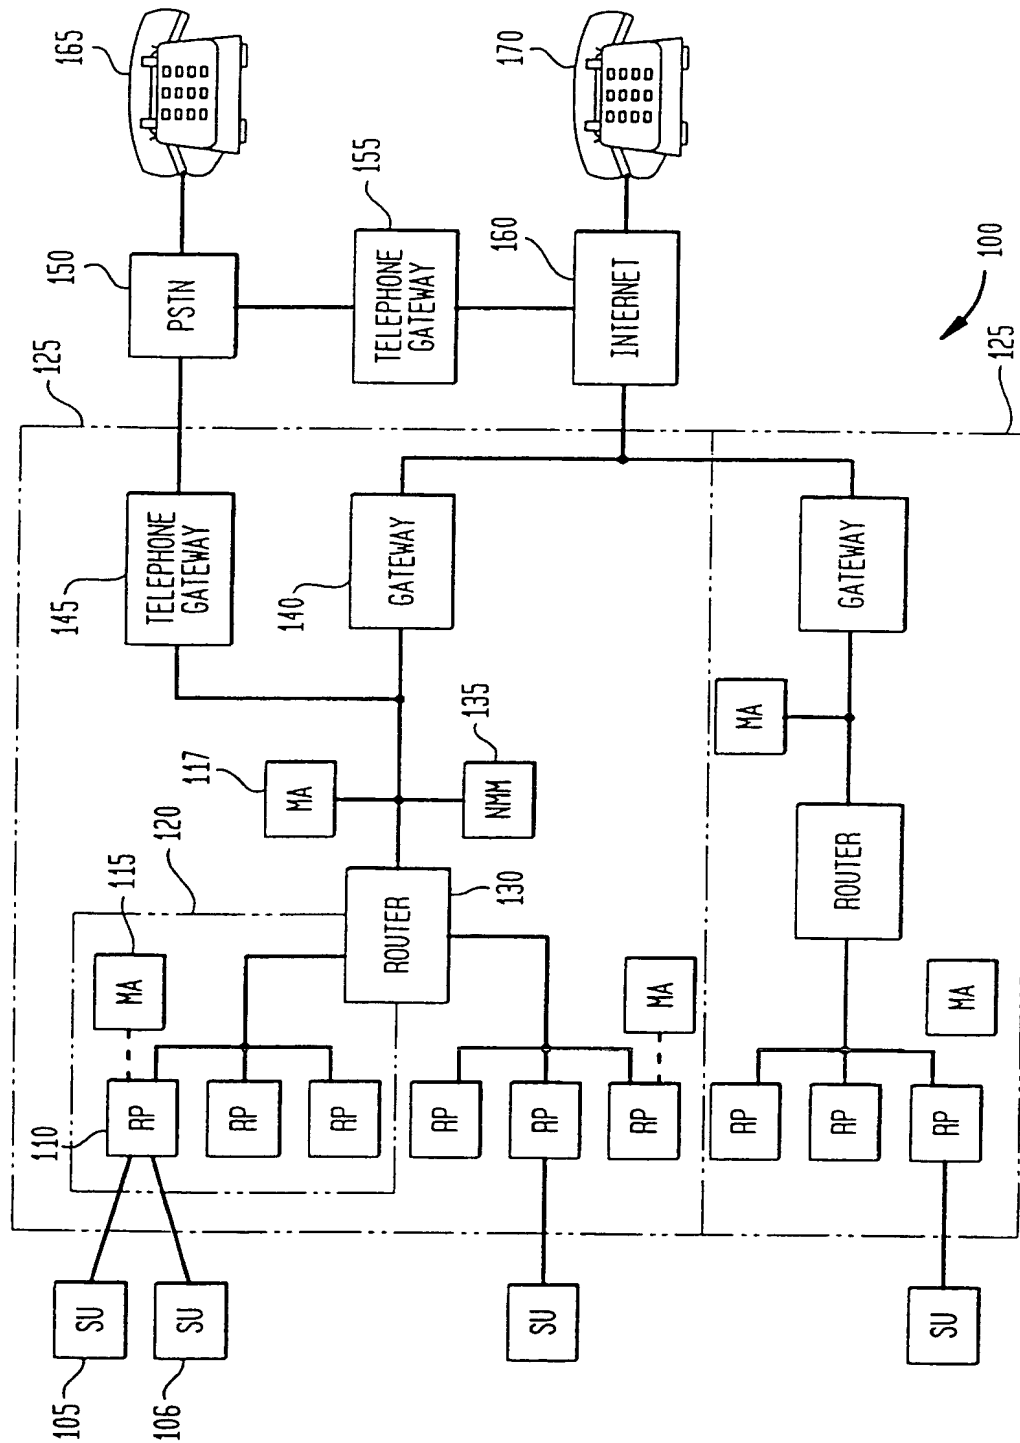 105
SU
106
SU
SU
SU
110
RP
RP
RP
RP
RP
RP
RP
RP
RP
115
MA
MA
MA
120
130
ROUTER
ROUTER
117
MA
135
NMM
MA
145
TELEPHONE
GATEWAY
140
GATEWAY
GATEWAY
125
125
150
PSTN
155
TELEPHONE
GATEWAY
160
INTERNET
100
165
170